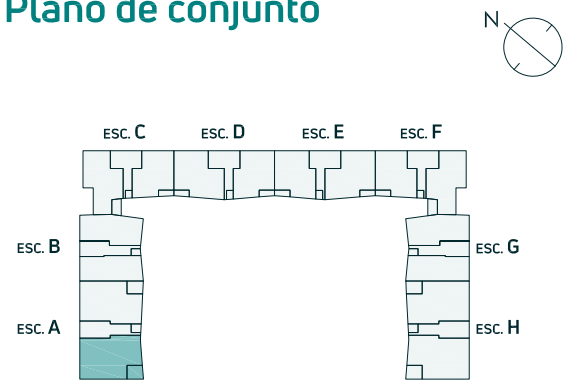 Plano de conjunto
N
ESC. C ESC. D ESC. E ESC. F
ESC. B ESC. G
ESC. A ESC. H